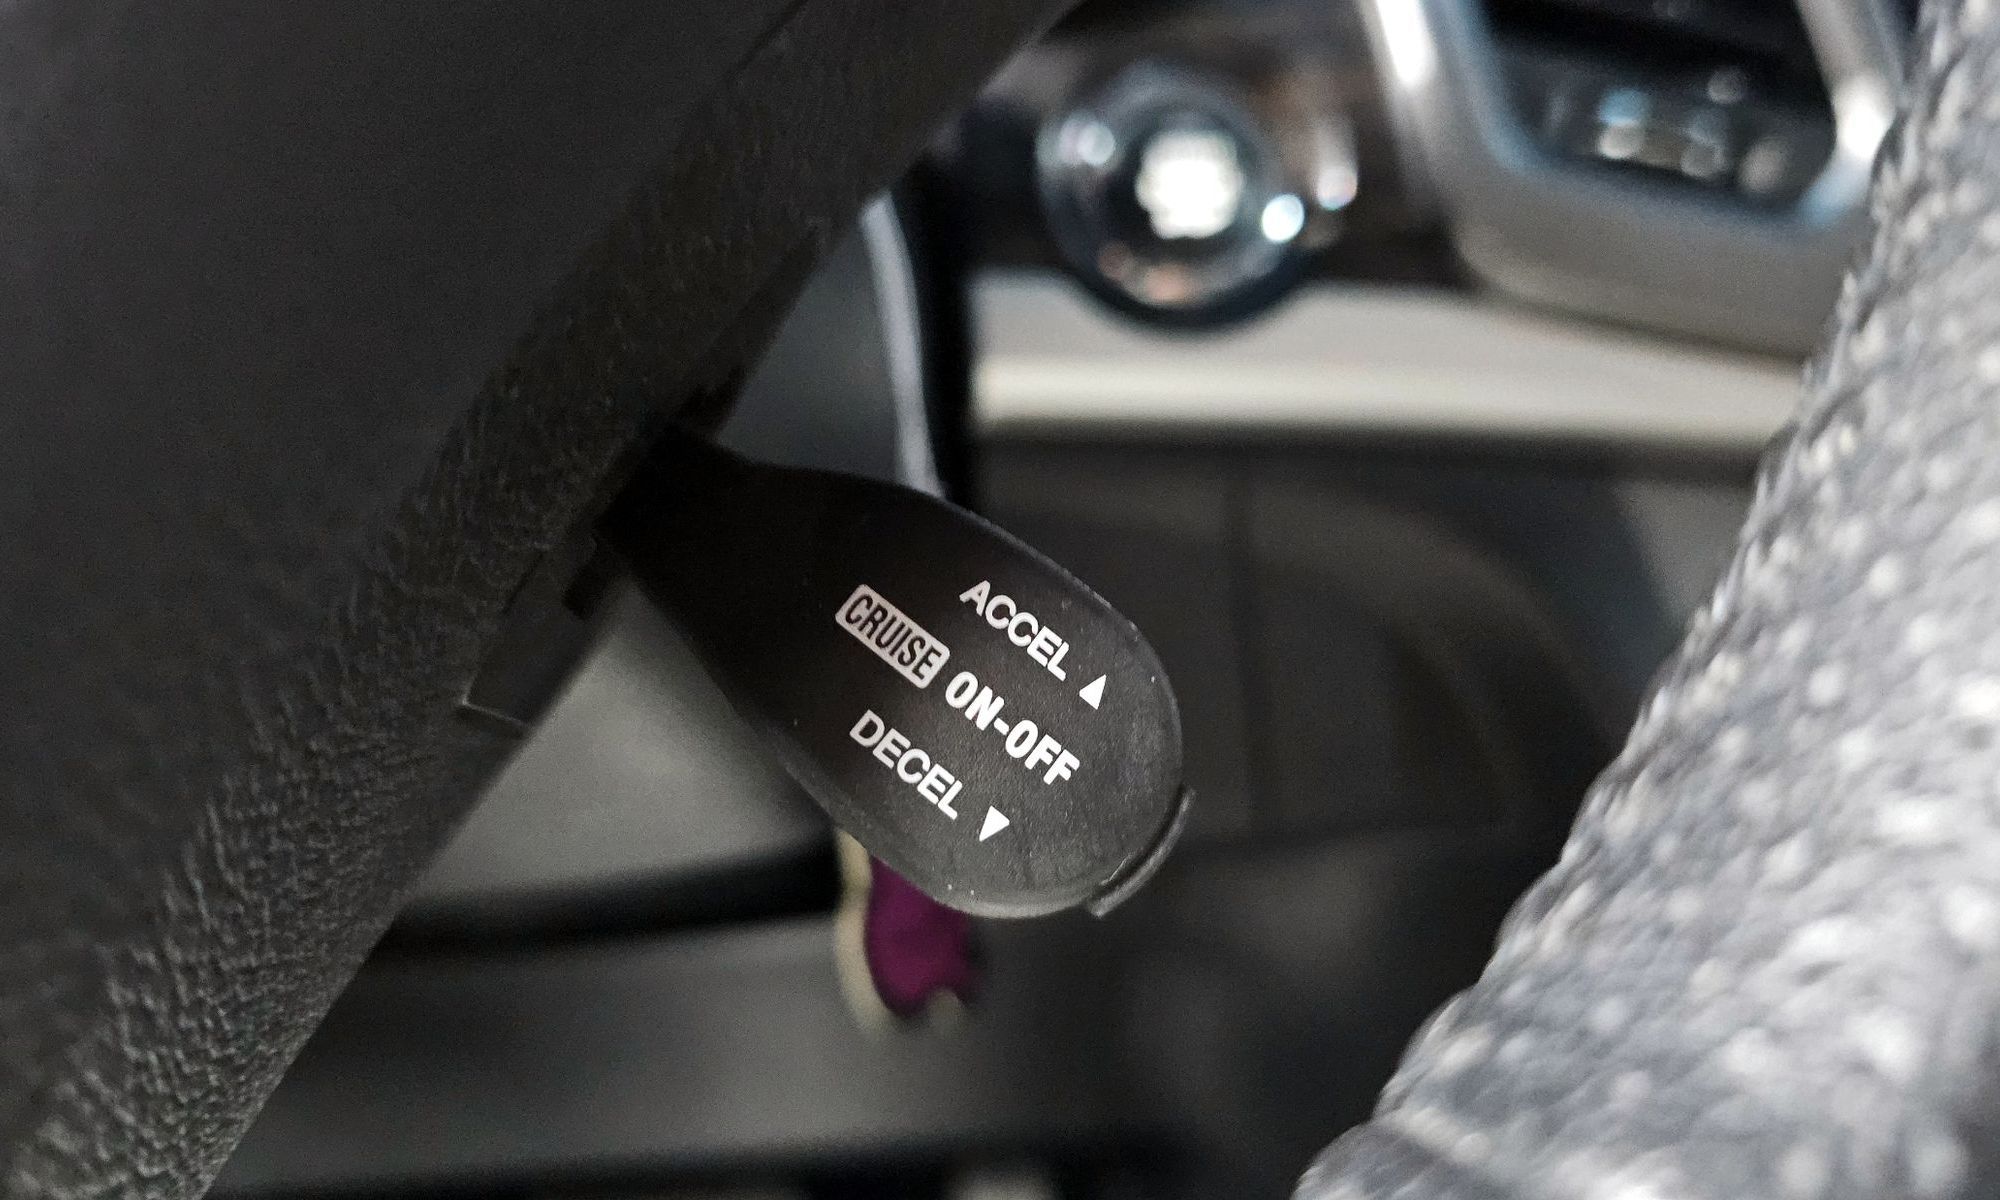 ACCEL ▲
CRUISE ON-OFF
DECEL ▼